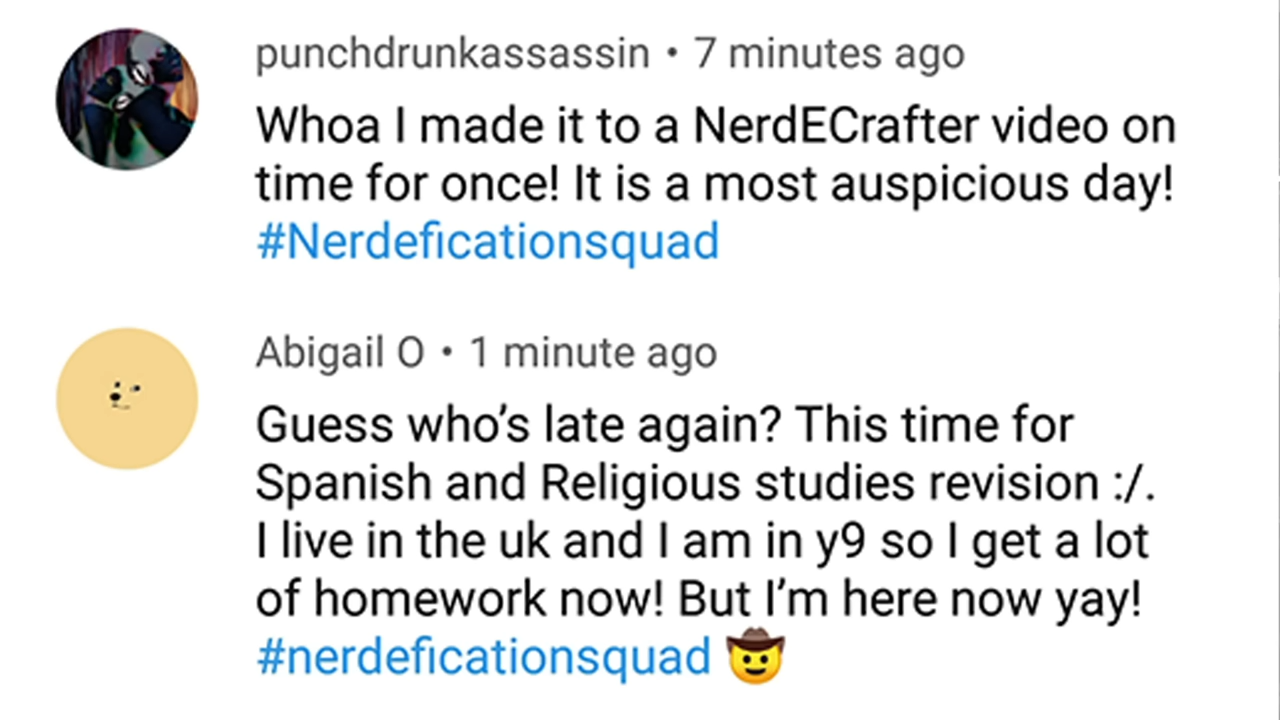 punchdrunkassassin • 7 minutes ago
Whoa I made it to a NerdECrafter video on
time for once! It is a most auspicious day!
#Nerdeficationsquad
Abigail O • 1 minute ago
Guess who’s late again? This time for
Spanish and Religious studies revision :/.
I live in the uk and I am in y9 so I get a lot
of homework now! But I’m here now yay!
#nerdeficationsquad 🤠